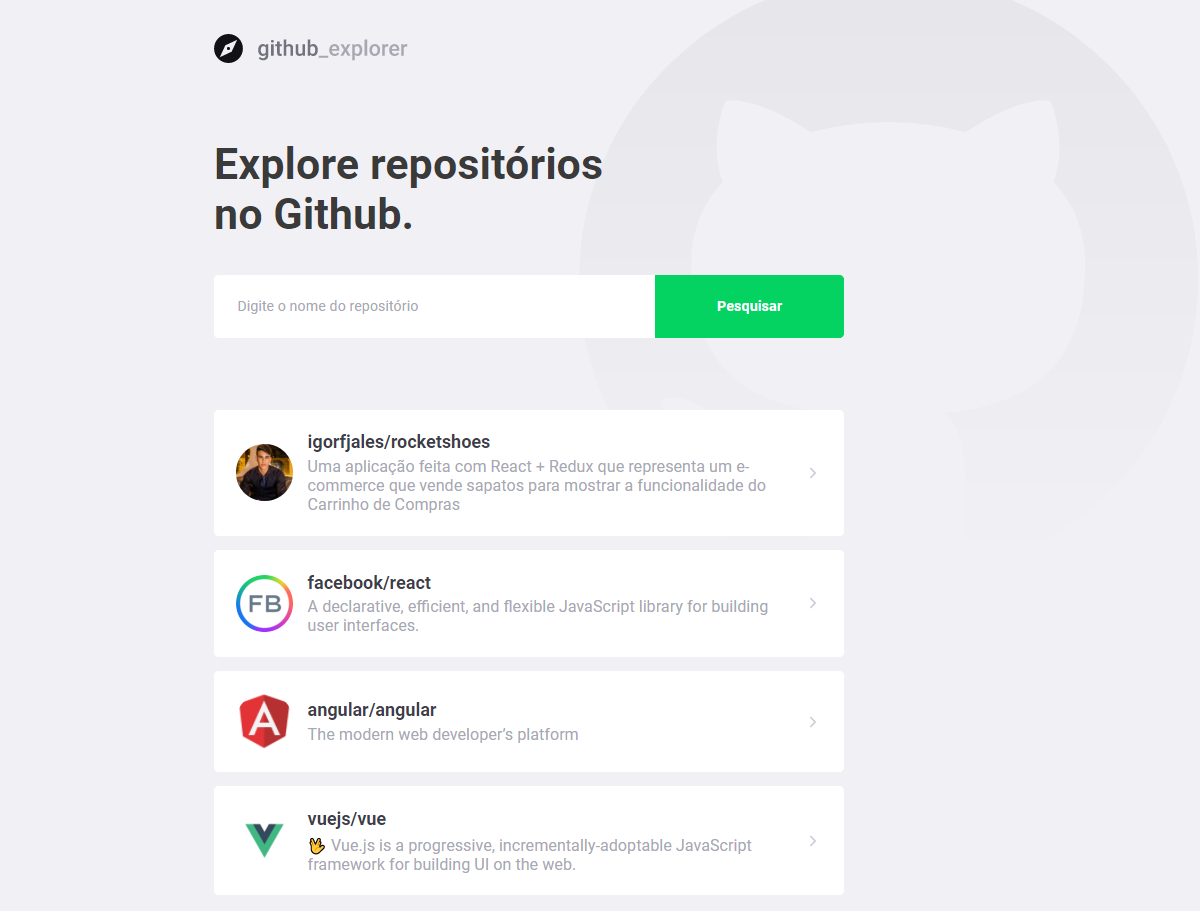 github_explorer
Explore repositórios
no Github.
Digite o nome do repositório
Pesquisar
igorfjales/rocketshoes
Uma aplicação feita com React + Redux que representa um e-
commerce que vende sapatos para mostrar a funcionalidade do
Carrinho de Compras
FB
facebook/react
A declarative, efficient, and flexible JavaScript library for building
user interfaces.
A
angular/angular
The modern web developer's platform
vuejs/vue
🖖 Vue.js is a progressive, incrementally-adoptable JavaScript
framework for building UI on the web.